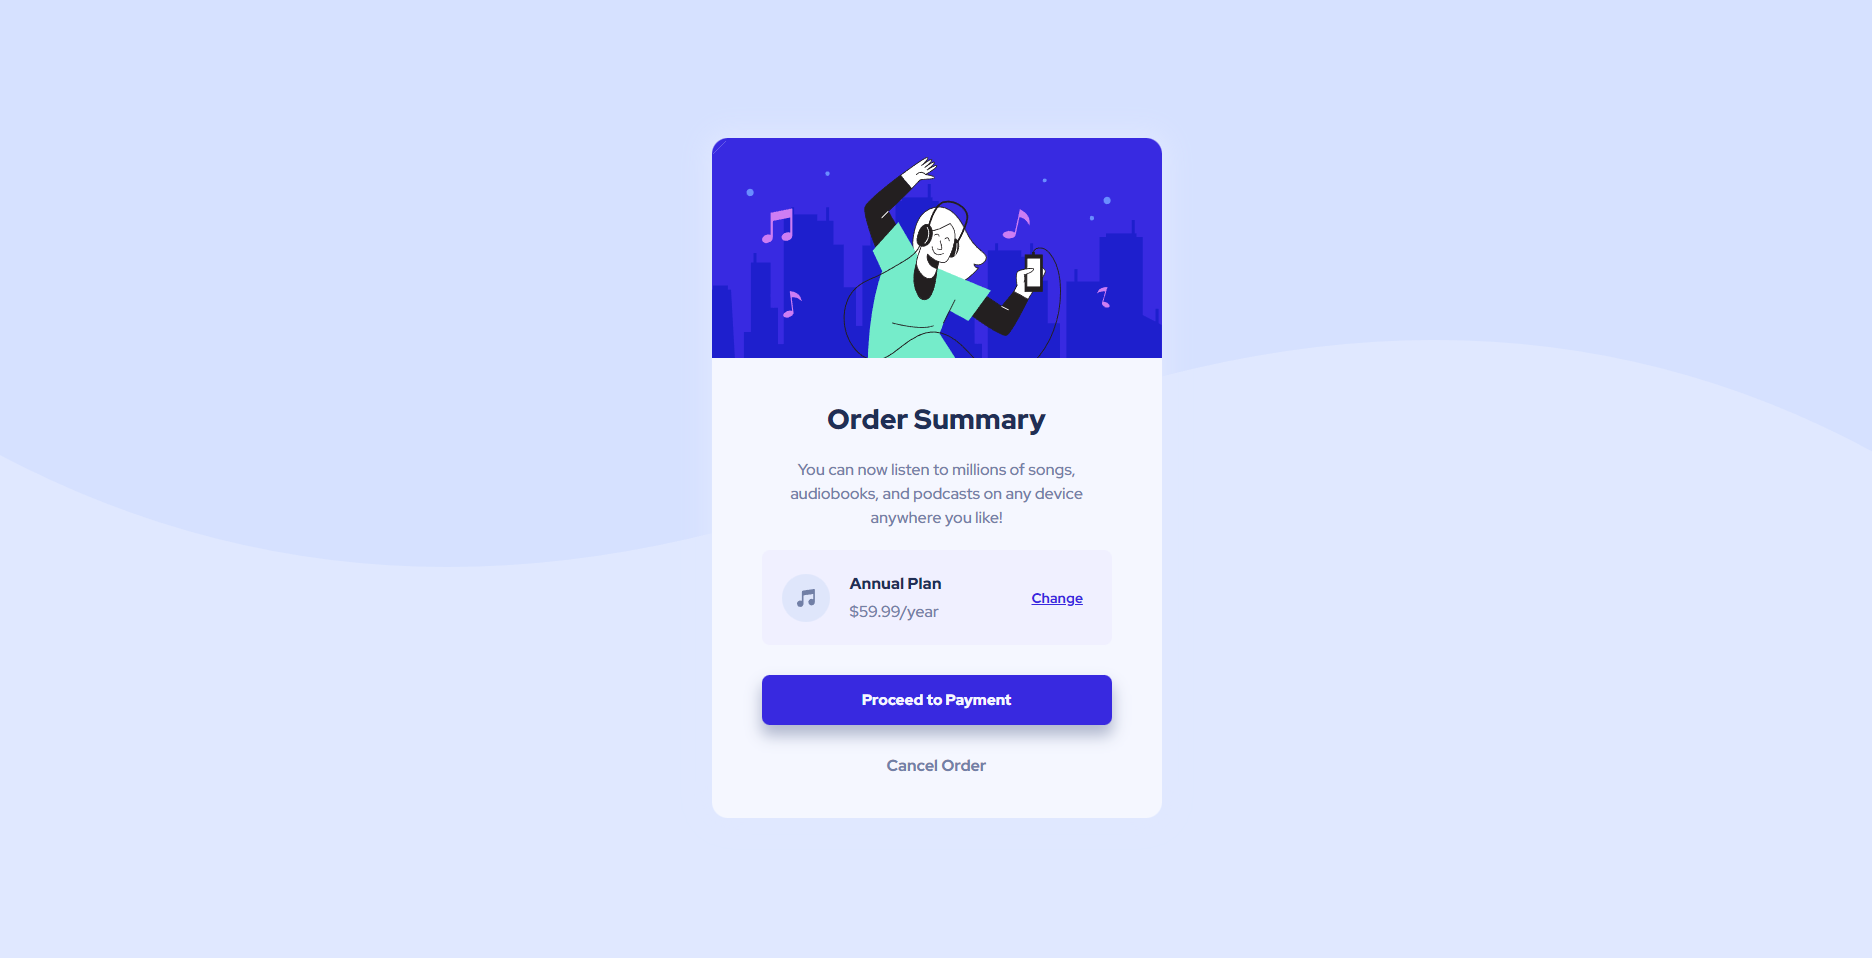 Order Summary
You can now listen to millions of songs,
audiobooks, and podcasts on any device
anywhere you like!
Annual Plan
$59.99/year
Change
Proceed to Payment
Cancel Order